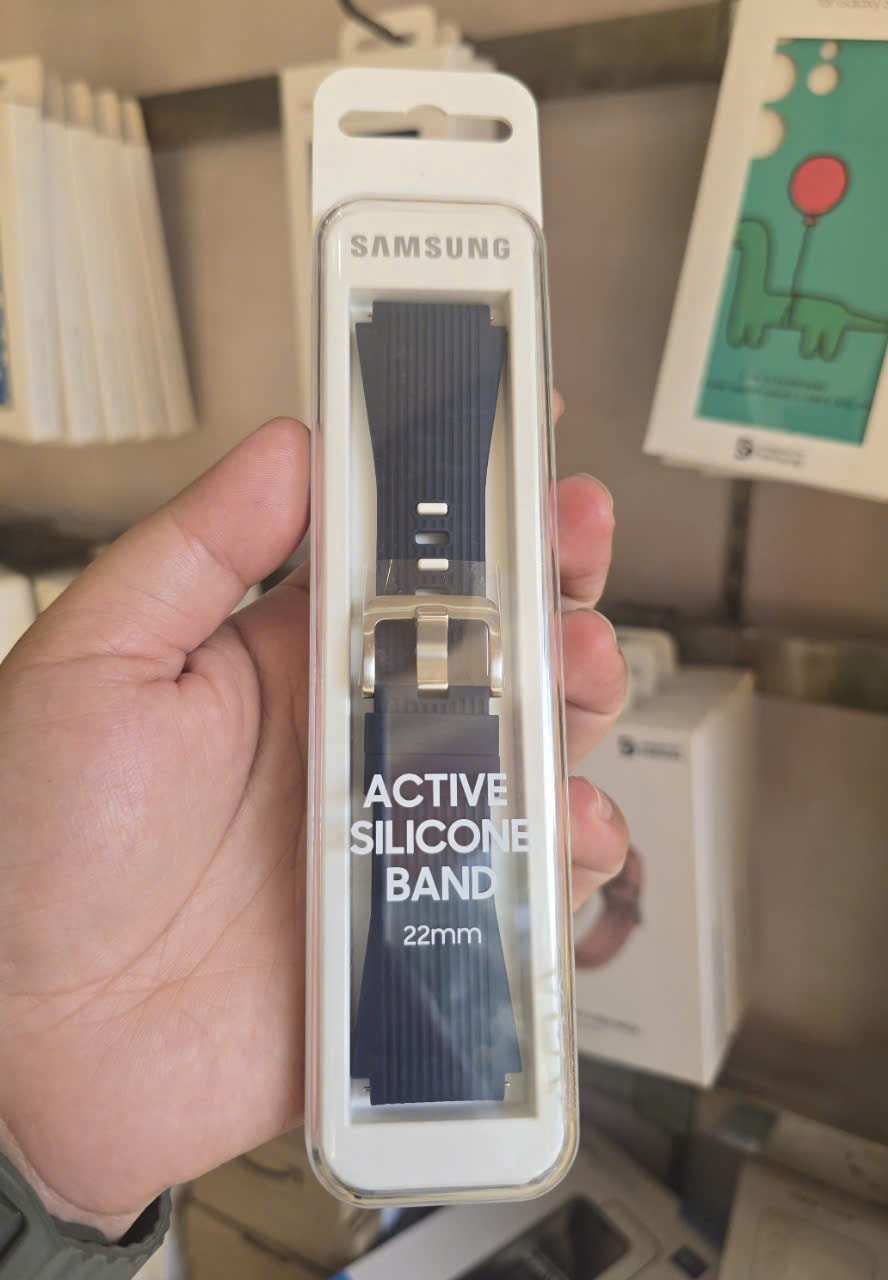 SAMSUNG
ACTIVE
SILICONE
BAND
22mm